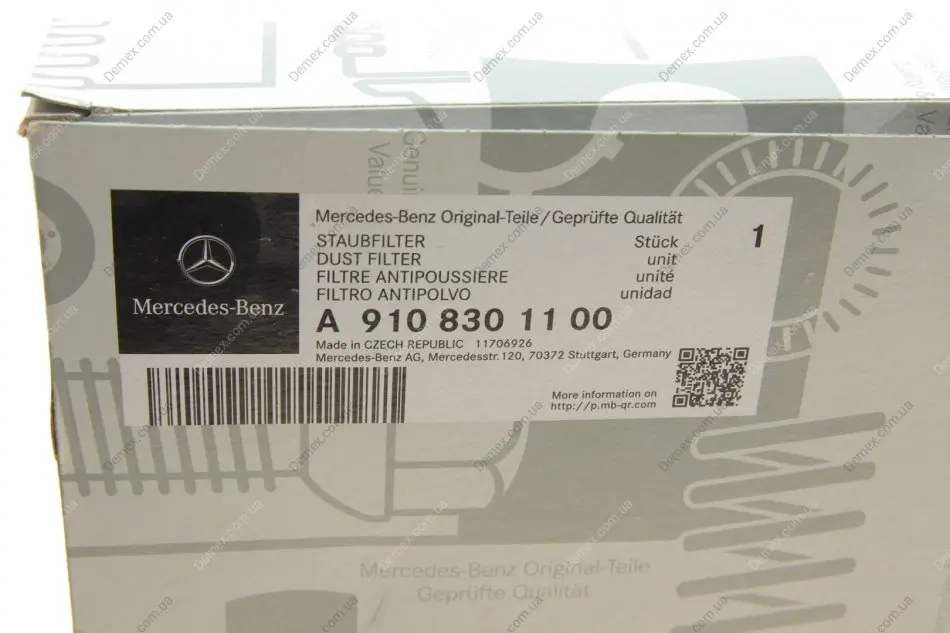 Genuine
Value
Mercedes-Benz Original-Teile/Geprüfte Qualität
STAUBFILTER Stück 1
DUST FILTER unit
FILTRE ANTIPOUSSIERE unité
FILTRO ANTIPOLVO unidad
Mercedes-Benz
A 910 830 11 00
Made in CZECH REPUBLIC 11706926
Mercedes-Benz AG, Mercedesstr.120, 70372 Stuttgart, Germany
More information on
http://p.mb-qr.com
Mercedes-Benz Original-Teile
Geprüfte Qualität
Demex.com.ua